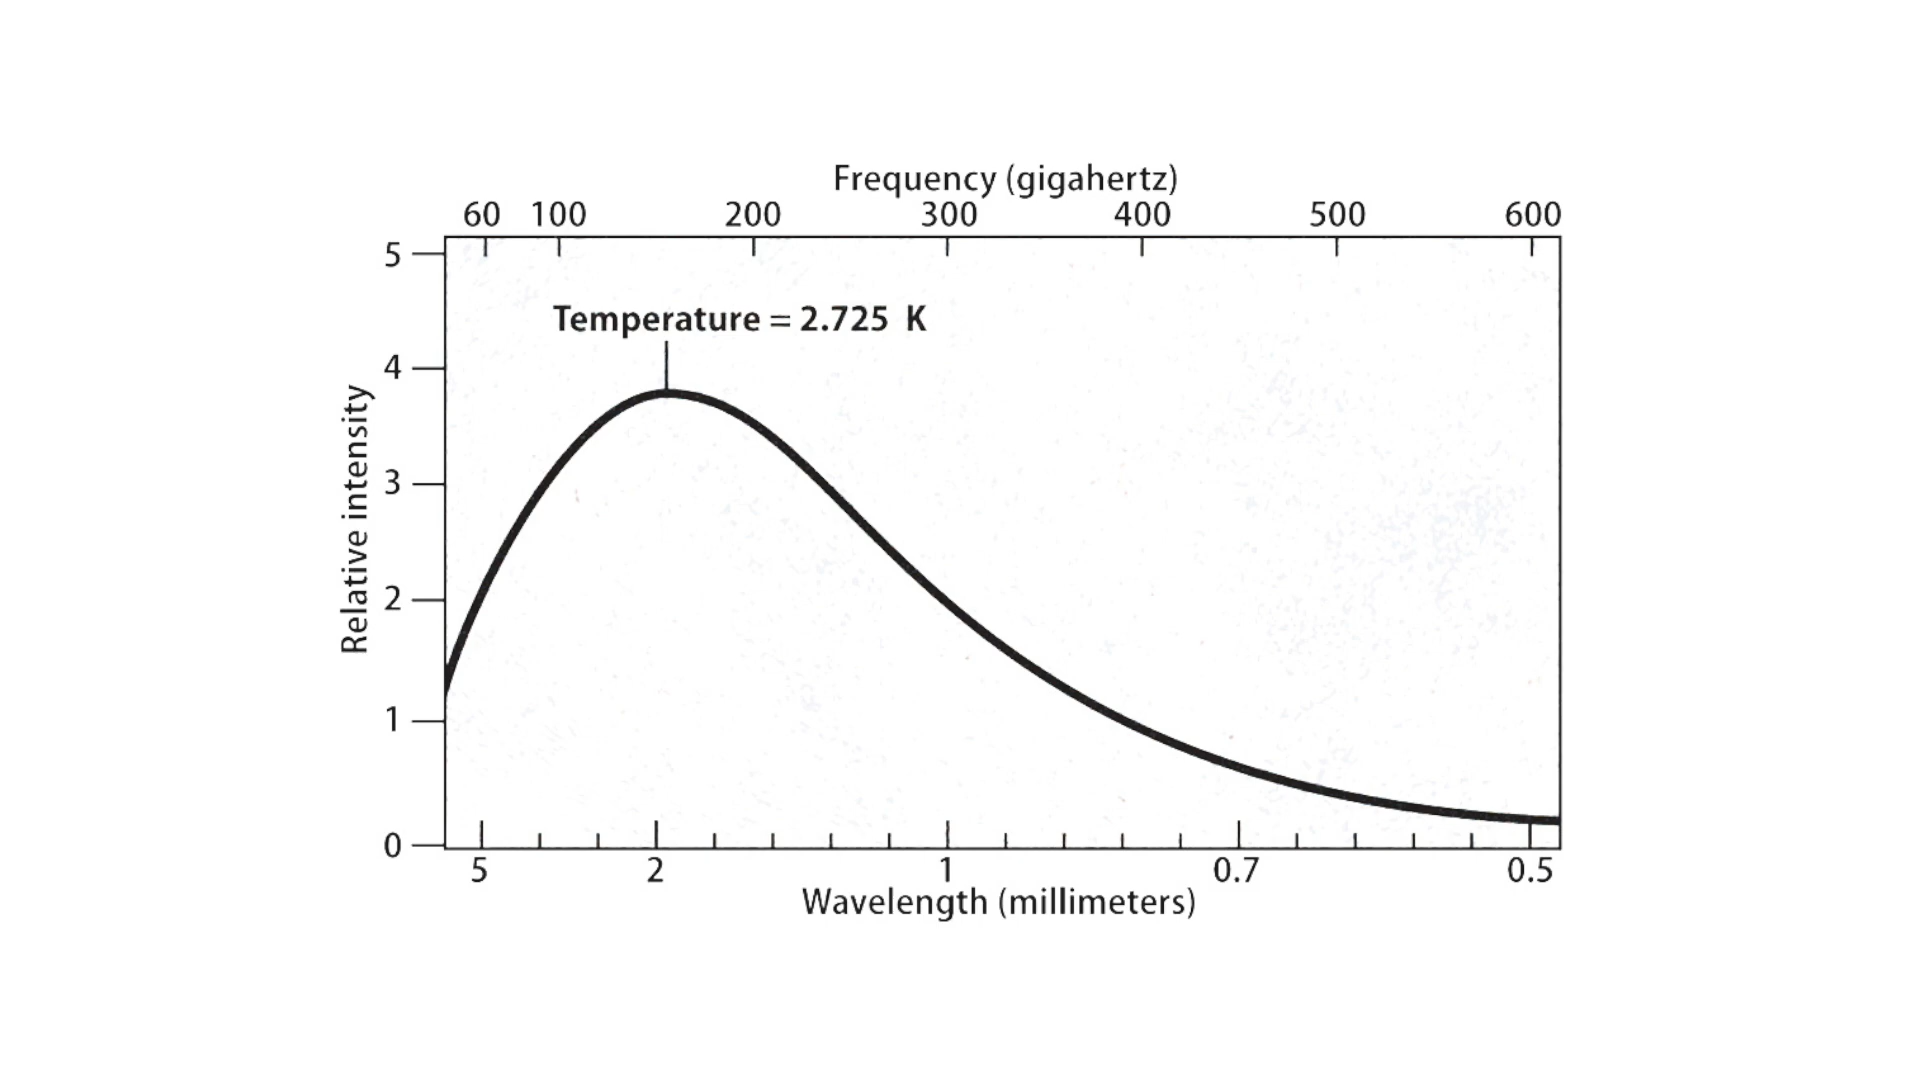 Frequency (gigahertz)
60 100 200 300 400 500 600
5
Temperature = 2.725 K
4
3
2
1
0
Relative intensity
5 2 1 0.7 0.5
Wavelength (millimeters)